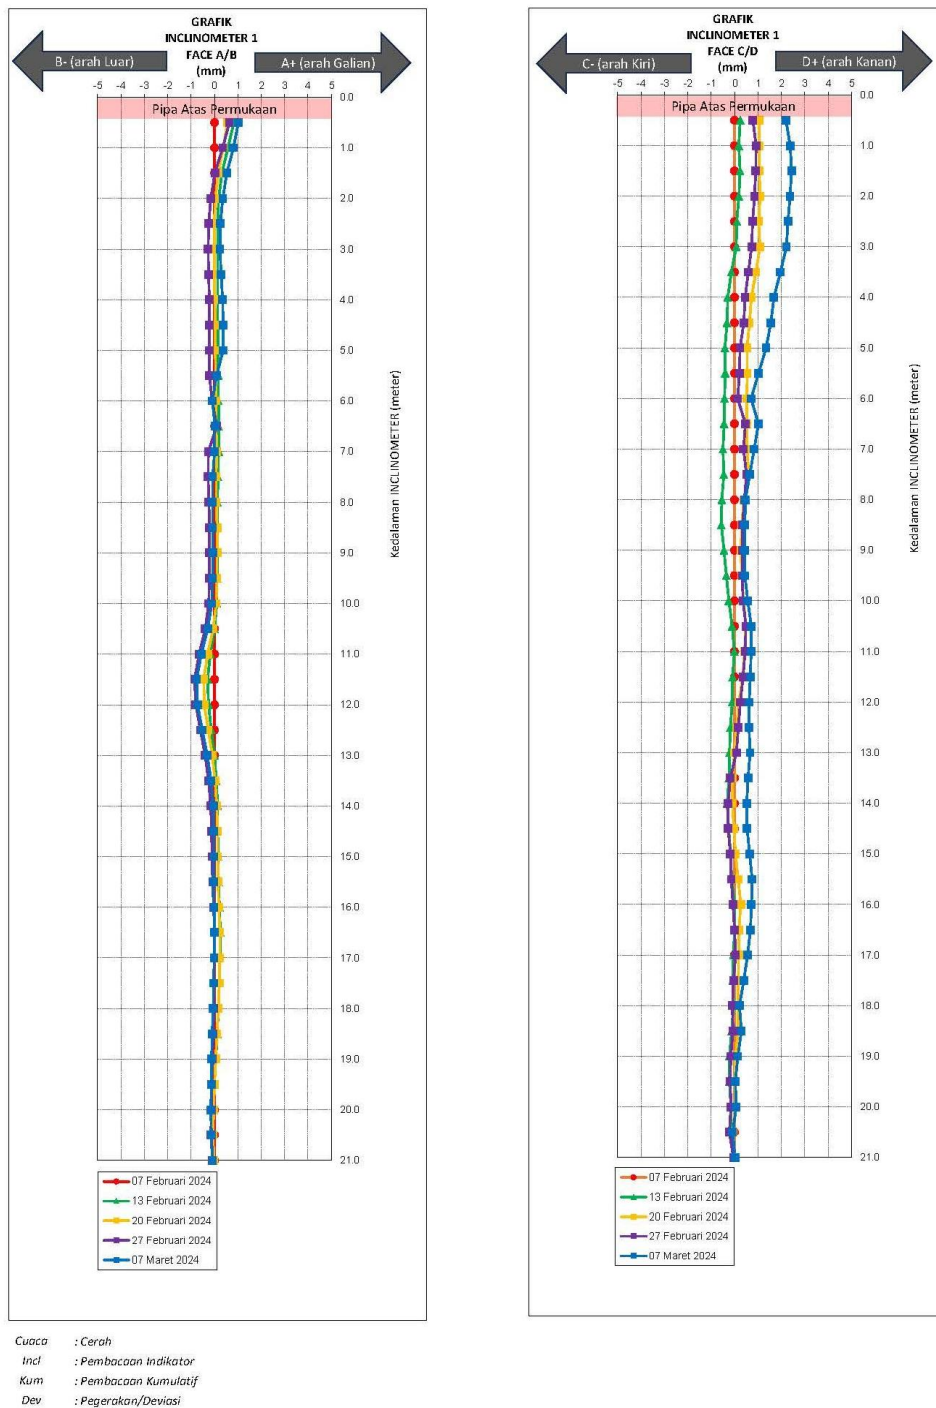 GRAFIK
INCLINOMETER 1
FACE A/B
(mm)
B- (arah Luar)
A+ (arah Galian)
-5 -4 -3 -2 -1 0 1 2 3 4 5
Pipa Atas Permukaan
0.0
1.0
2.0
3.0
4.0
5.0
6.0
7.0
8.0
9.0
10.0
11.0
12.0
13.0
14.0
15.0
16.0
17.0
18.0
19.0
20.0
21.0
Kedalaman INCLINOMETER (meter)
07 Februari 2024
13 Februari 2024
20 Februari 2024
27 Februari 2024
07 Maret 2024
GRAFIK
INCLINOMETER 1
FACE C/D
(mm)
C- (arah Kiri)
D+ (arah Kanan)
-5 -4 -3 -2 -1 0 1 2 3 4 5
Pipa Atas Permukaan
0.0
1.0
2.0
3.0
4.0
5.0
6.0
7.0
8.0
9.0
10.0
11.0
12.0
13.0
14.0
15.0
16.0
17.0
18.0
19.0
20.0
21.0
Kedalaman INCLINOMETER (meter)
07 Februari 2024
13 Februari 2024
20 Februari 2024
27 Februari 2024
07 Maret 2024
Cuaca : Cerah
Incl : Pembacaan Indikator
Kum : Pembacaan Kumulatif
Dev : Pegerakan/Deviasi